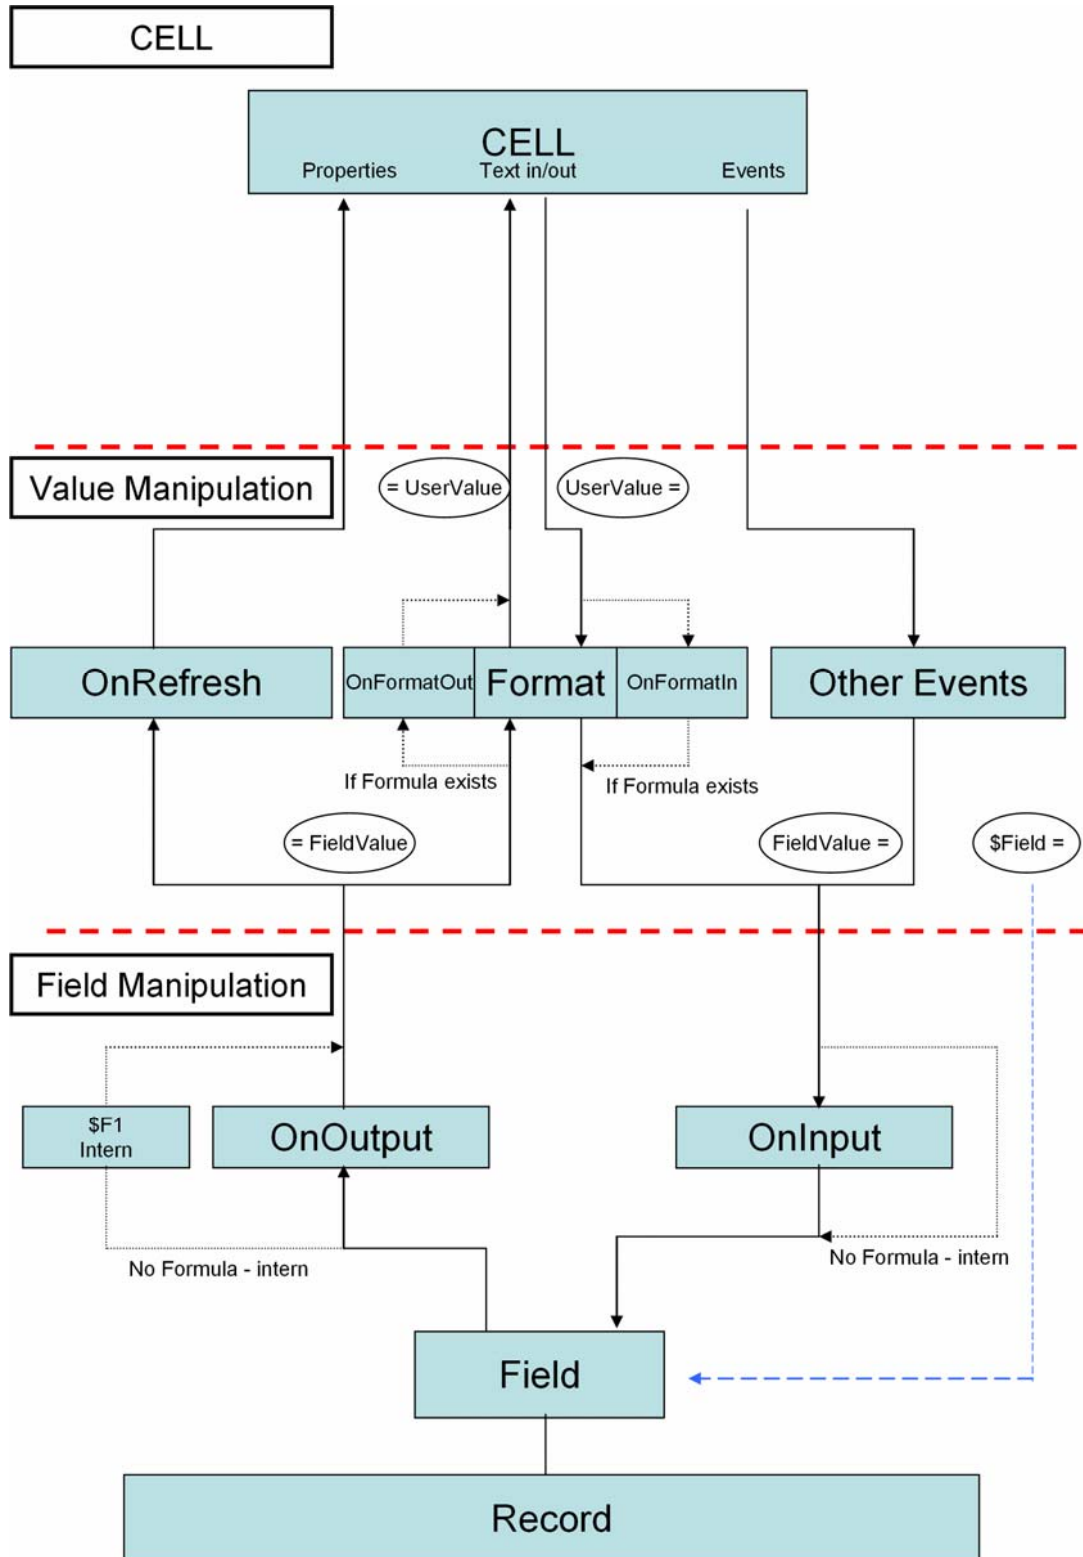 CELL
CELL
Properties
Text in/out
Events
Value Manipulation
= UserValue
UserValue =
OnRefresh
OnFormatOut
Format
OnFormatIn
Other Events
If Formula exists
If Formula exists
= FieldValue
FieldValue =
$Field =
Field Manipulation
$F1
Intern
OnOutput
OnInput
No Formula - intern
No Formula - intern
Field
Record